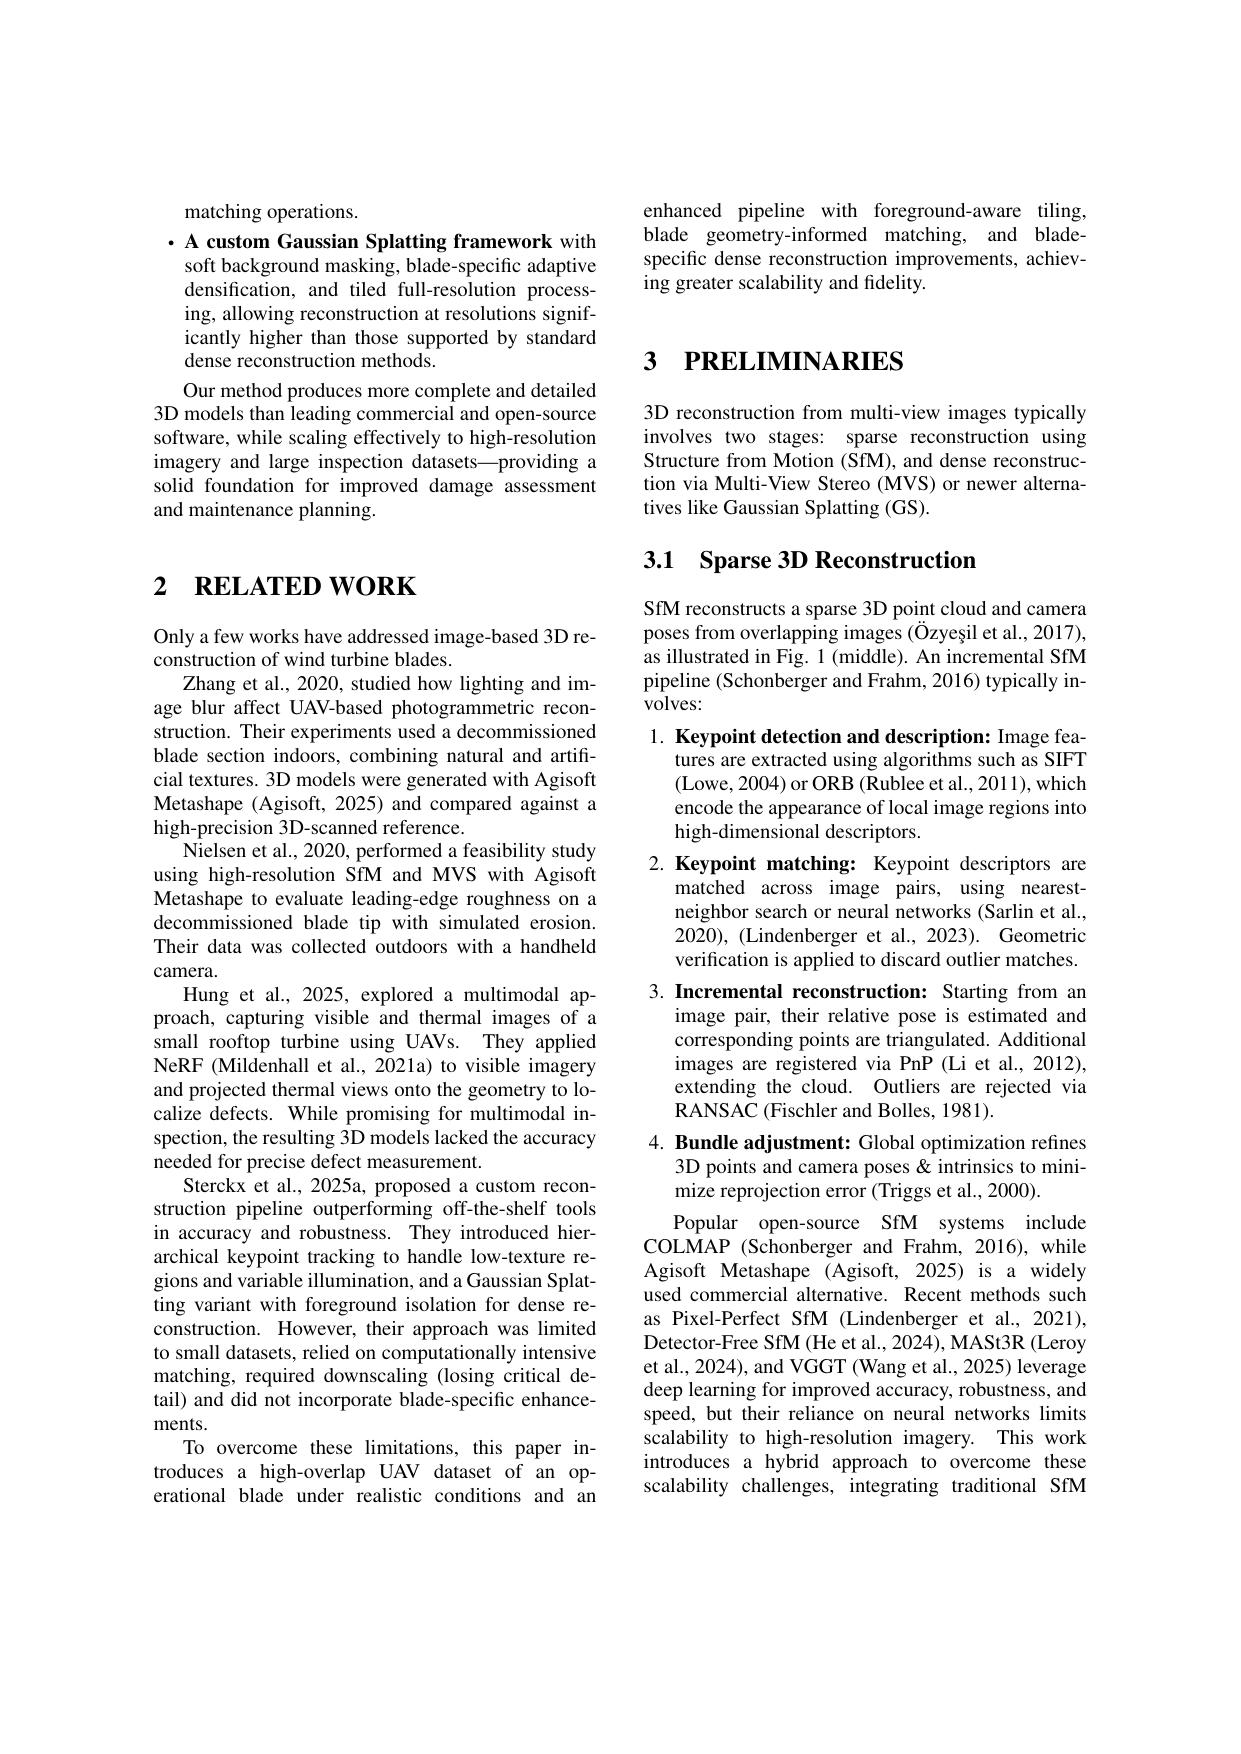 matching operations.
• A custom Gaussian Splatting framework with
soft background masking, blade-specific adaptive
densification, and tiled full-resolution process-
ing, allowing reconstruction at resolutions signif-
icantly higher than those supported by standard
dense reconstruction methods.
Our method produces more complete and detailed
3D models than leading commercial and open-source
software, while scaling effectively to high-resolution
imagery and large inspection datasets—providing a
solid foundation for improved damage assessment
and maintenance planning.
2 RELATED WORK
Only a few works have addressed image-based 3D re-
construction of wind turbine blades.
Zhang et al., 2020, studied how lighting and im-
age blur affect UAV-based photogrammetric recon-
struction. Their experiments used a decommissioned
blade section indoors, combining natural and artifi-
cial textures. 3D models were generated with Agisoft
Metashape (Agisoft, 2025) and compared against a
high-precision 3D-scanned reference.
Nielsen et al., 2020, performed a feasibility study
using high-resolution SfM and MVS with Agisoft
Metashape to evaluate leading-edge roughness on a
decommissioned blade tip with simulated erosion.
Their data was collected outdoors with a handheld
camera.
Hung et al., 2025, explored a multimodal ap-
proach, capturing visible and thermal images of a
small rooftop turbine using UAVs. They applied
NeRF (Mildenhall et al., 2021a) to visible imagery
and projected thermal views onto the geometry to lo-
calize defects. While promising for multimodal in-
spection, the resulting 3D models lacked the accuracy
needed for precise defect measurement.
Sterckx et al., 2025a, proposed a custom recon-
struction pipeline outperforming off-the-shelf tools
in accuracy and robustness. They introduced hier-
archical keypoint tracking to handle low-texture re-
gions and variable illumination, and a Gaussian Splat-
ting variant with foreground isolation for dense re-
construction. However, their approach was limited
to small datasets, relied on computationally intensive
matching, required downscaling (losing critical de-
tail) and did not incorporate blade-specific enhance-
ments.
To overcome these limitations, this paper in-
troduces a high-overlap UAV dataset of an op-
erational blade under realistic conditions and an
enhanced pipeline with foreground-aware tiling,
blade geometry-informed matching, and blade-
specific dense reconstruction improvements, achiev-
ing greater scalability and fidelity.
3 PRELIMINARIES
3D reconstruction from multi-view images typically
involves two stages: sparse reconstruction using
Structure from Motion (SfM), and dense reconstruc-
tion via Multi-View Stereo (MVS) or newer alterna-
tives like Gaussian Splatting (GS).
3.1 Sparse 3D Reconstruction
SfM reconstructs a sparse 3D point cloud and camera
poses from overlapping images (Özyeşil et al., 2017),
as illustrated in Fig. 1 (middle). An incremental SfM
pipeline (Schonberger and Frahm, 2016) typically in-
volves:
1. Keypoint detection and description: Image fea-
tures are extracted using algorithms such as SIFT
(Lowe, 2004) or ORB (Rublee et al., 2011), which
encode the appearance of local image regions into
high-dimensional descriptors.
2. Keypoint matching: Keypoint descriptors are
matched across image pairs, using nearest-
neighbor search or neural networks (Sarlin et al.,
2020), (Lindenberger et al., 2023). Geometric
verification is applied to discard outlier matches.
3. Incremental reconstruction: Starting from an
image pair, their relative pose is estimated and
corresponding points are triangulated. Additional
images are registered via PnP (Li et al., 2012),
extending the cloud. Outliers are rejected via
RANSAC (Fischler and Bolles, 1981).
4. Bundle adjustment: Global optimization refines
3D points and camera poses & intrinsics to mini-
mize reprojection error (Triggs et al., 2000).
Popular open-source SfM systems include
COLMAP (Schonberger and Frahm, 2016), while
Agisoft Metashape (Agisoft, 2025) is a widely
used commercial alternative. Recent methods such
as Pixel-Perfect SfM (Lindenberger et al., 2021),
Detector-Free SfM (He et al., 2024), MASt3R (Leroy
et al., 2024), and VGGT (Wang et al., 2025) leverage
deep learning for improved accuracy, robustness, and
speed, but their reliance on neural networks limits
scalability to high-resolution imagery. This work
introduces a hybrid approach to overcome these
scalability challenges, integrating traditional SfM